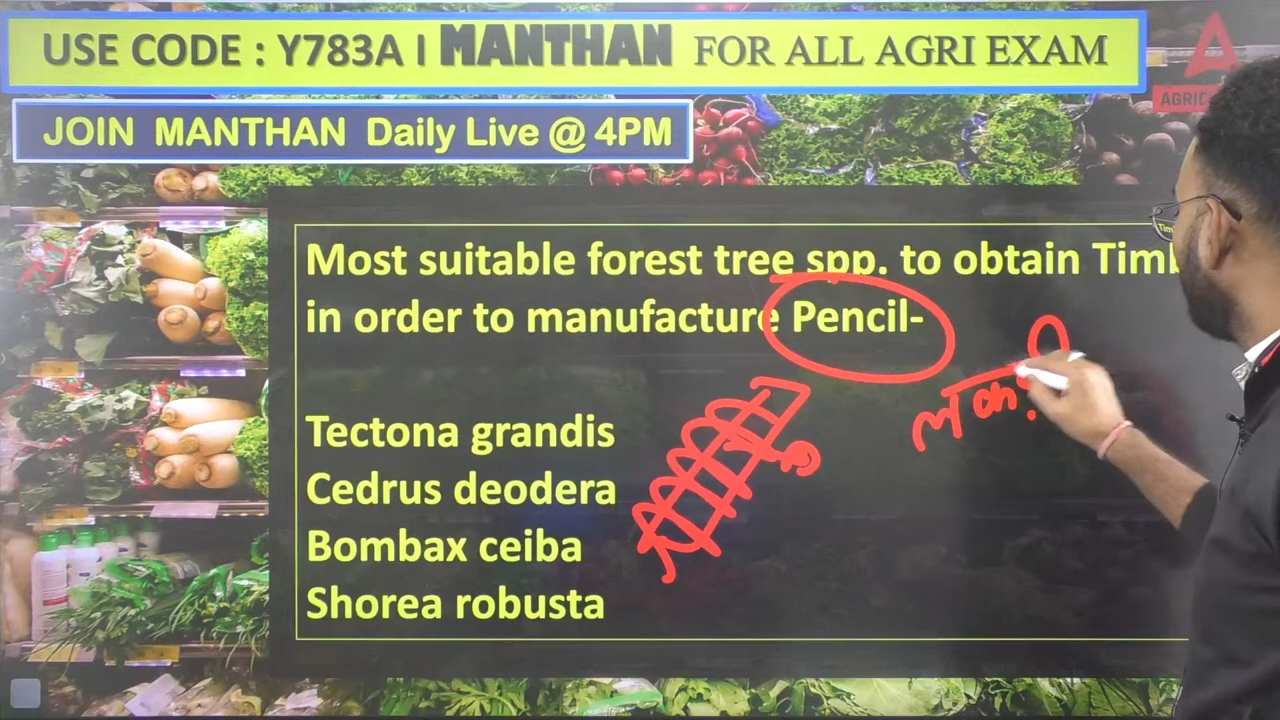 USE CODE : Y783A I MANTHAN FOR ALL AGRI EXAM
JOIN MANTHAN Daily Live @ 4PM
Most suitable forest tree spp. to obtain
in order to manufacture Pencil-
Tectona grandis
Cedrus deodera
Bombax ceiba
Shorea robusta